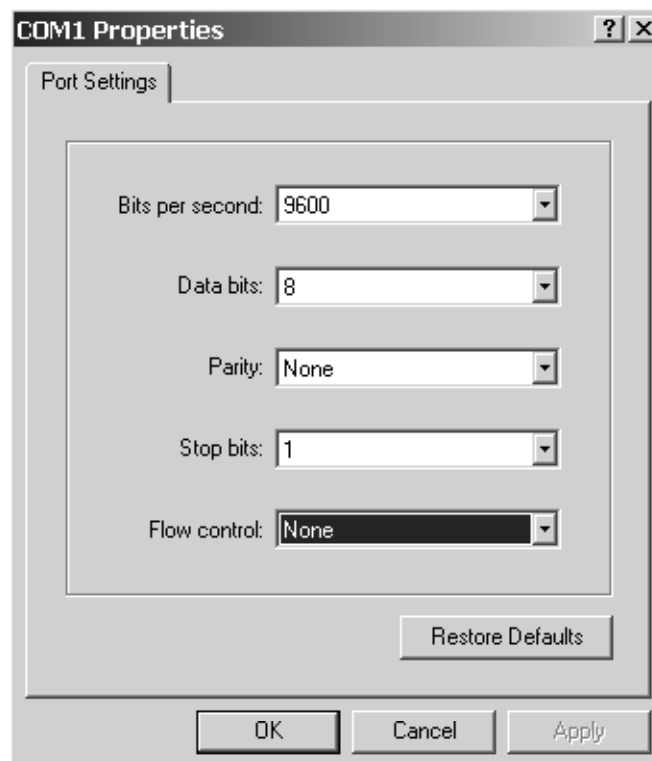 COM1 Properties
Port Settings
Bits per second: 9600
Data bits: 8
Parity: None
Stop bits: 1
Flow control: None
Restore Defaults
OK Cancel Apply